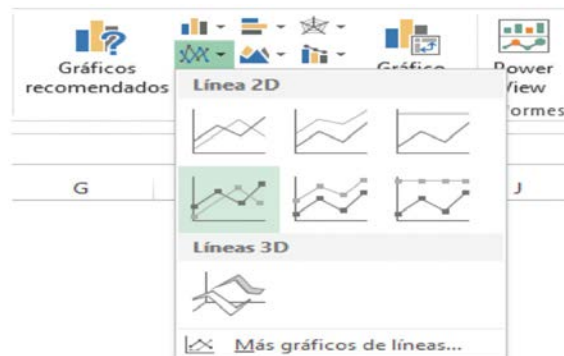 Gráficos
recomendados
Gráfico
Power
View
ormes
Línea 2D
G
J
Líneas 3D
Más gráficos de líneas...